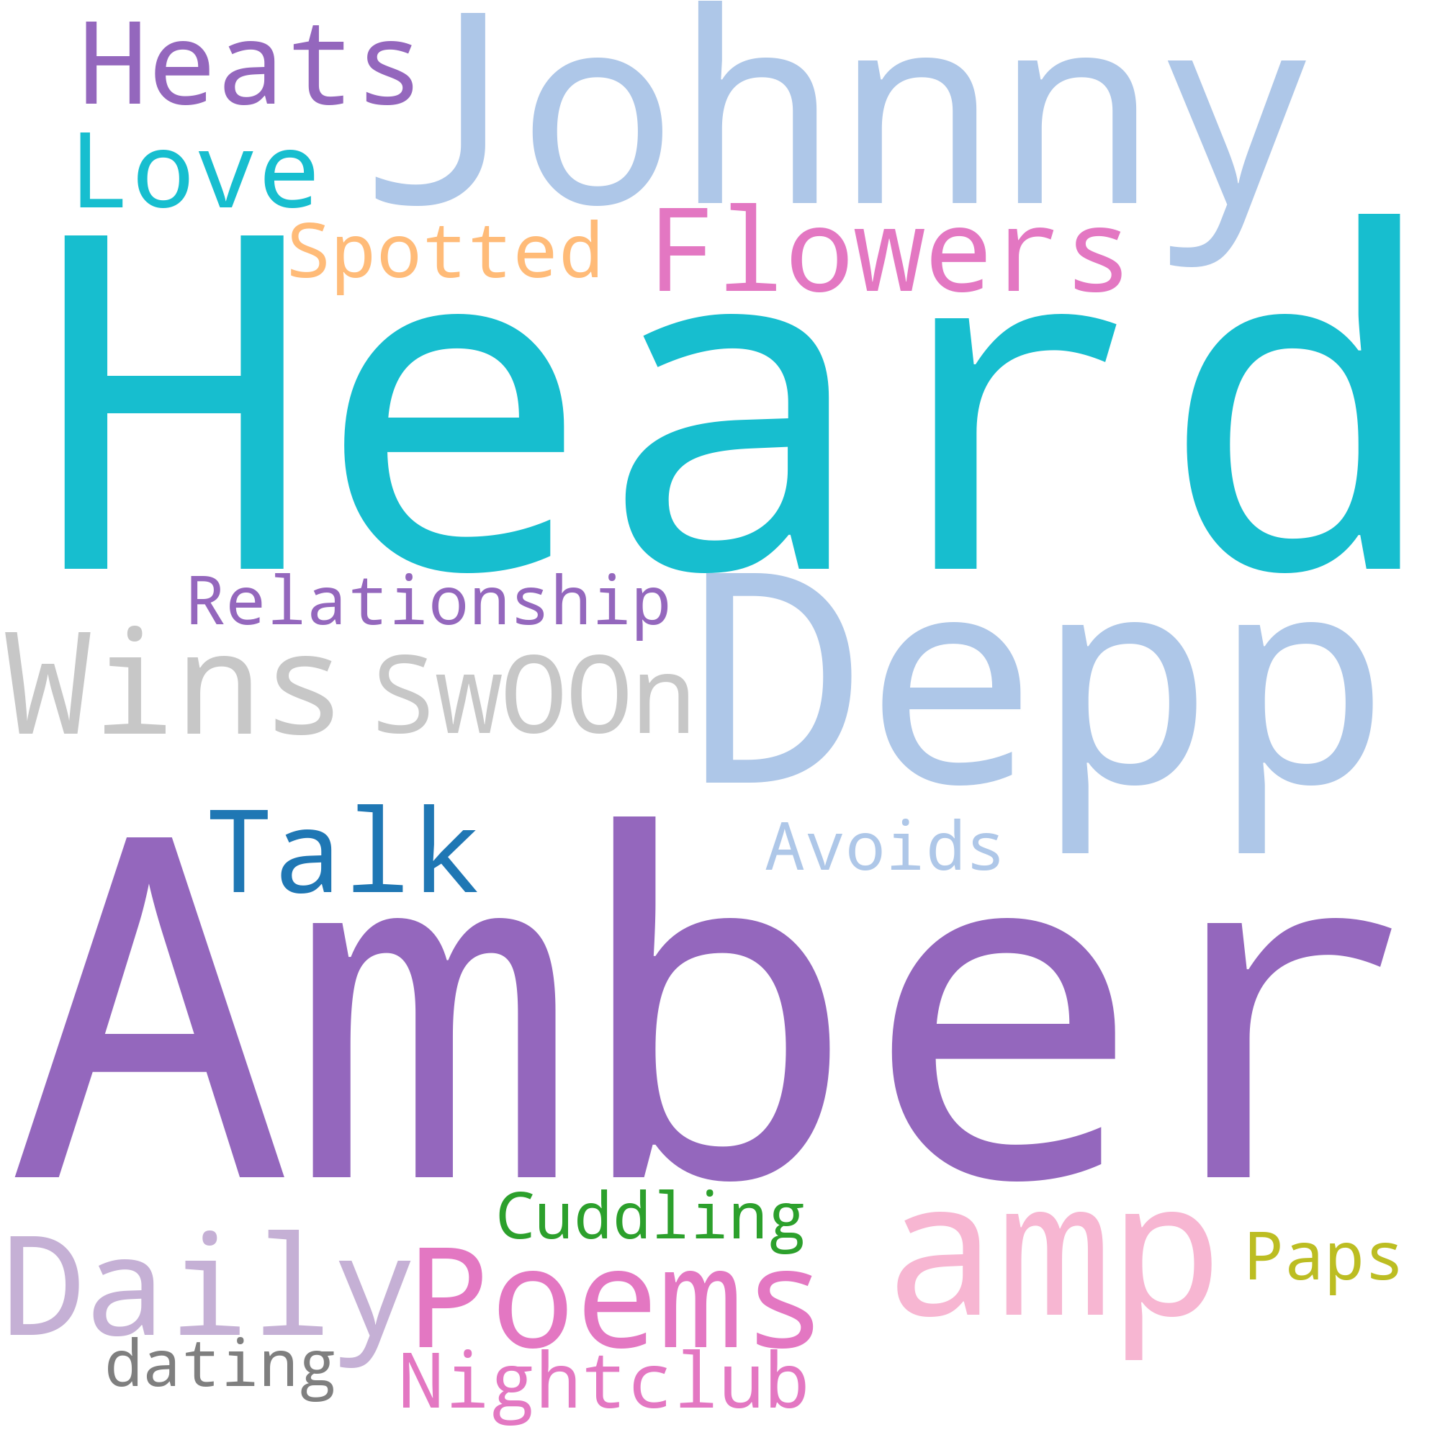 Heats
Johnny
Love
Spotted
Flowers
Heard
Relationship
Wins
SwOOn
Depp
Talk
Avoids
Amber
Cuddling
amp
Paps
Daily
Poems
dating
Nightclub